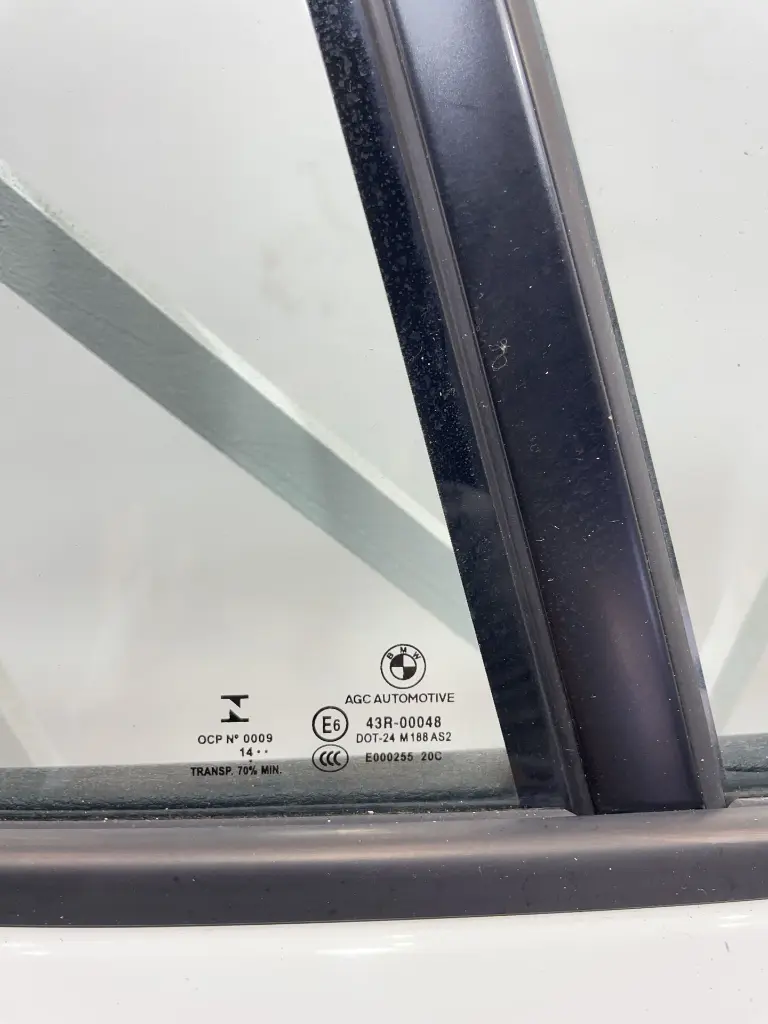 BMW
AGC AUTOMOTIVE
OCP Nº 0009
14··
TRANSP. 70% MIN.
E6 43R-00048
DOT-24 M188 AS2
CCC E000255 20C